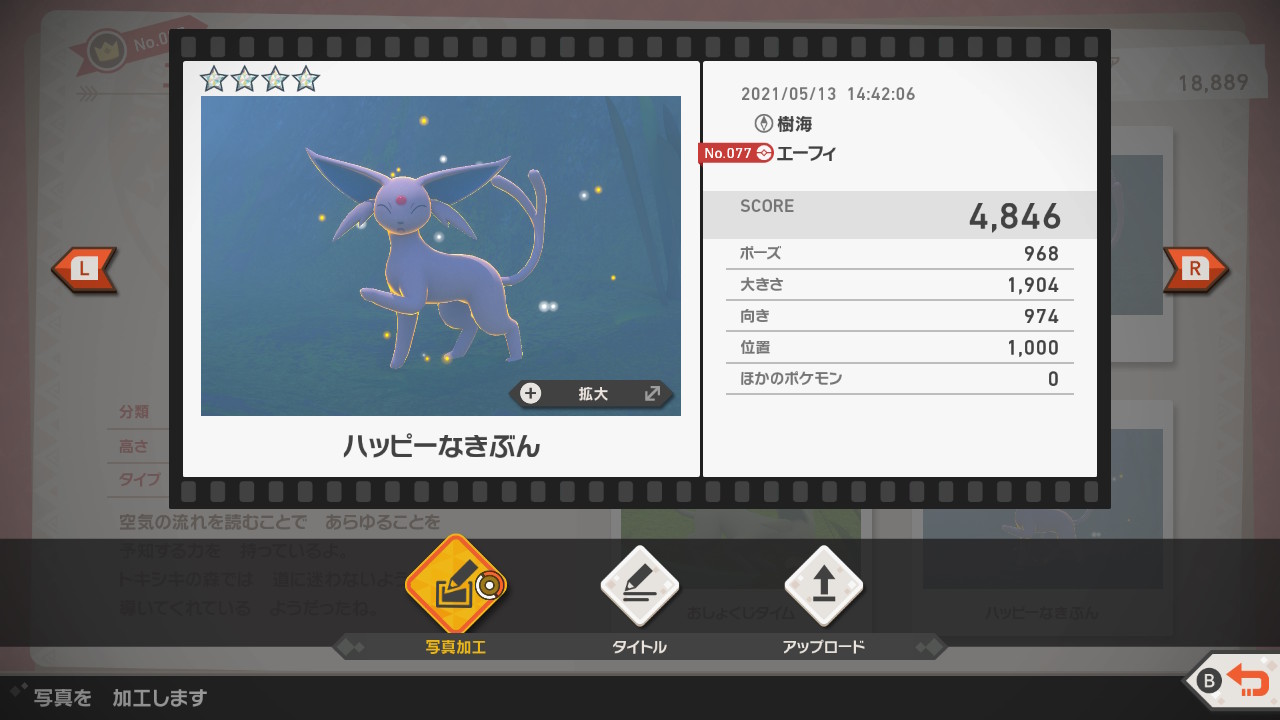 No.0
18,889
2021/05/13 14:42:06
樹海
No.077 エーフィ
SCORE 4,846
ポーズ 968
大きさ 1,904
向き 974
位置 1,000
ほかのポケモン 0
L
R
+ 拡大
ハッピーなきぶん
分類
高さ
タイプ
空気の流れを読むことで あらゆることを
予知する力を 持っているよ。
トキシキの森では 道に迷わないよう
導いてくれている ようだったね。
おしょくじタイム
ハッピーなきぶん
写真加工
タイトル
アップロード
写真を 加工します
B